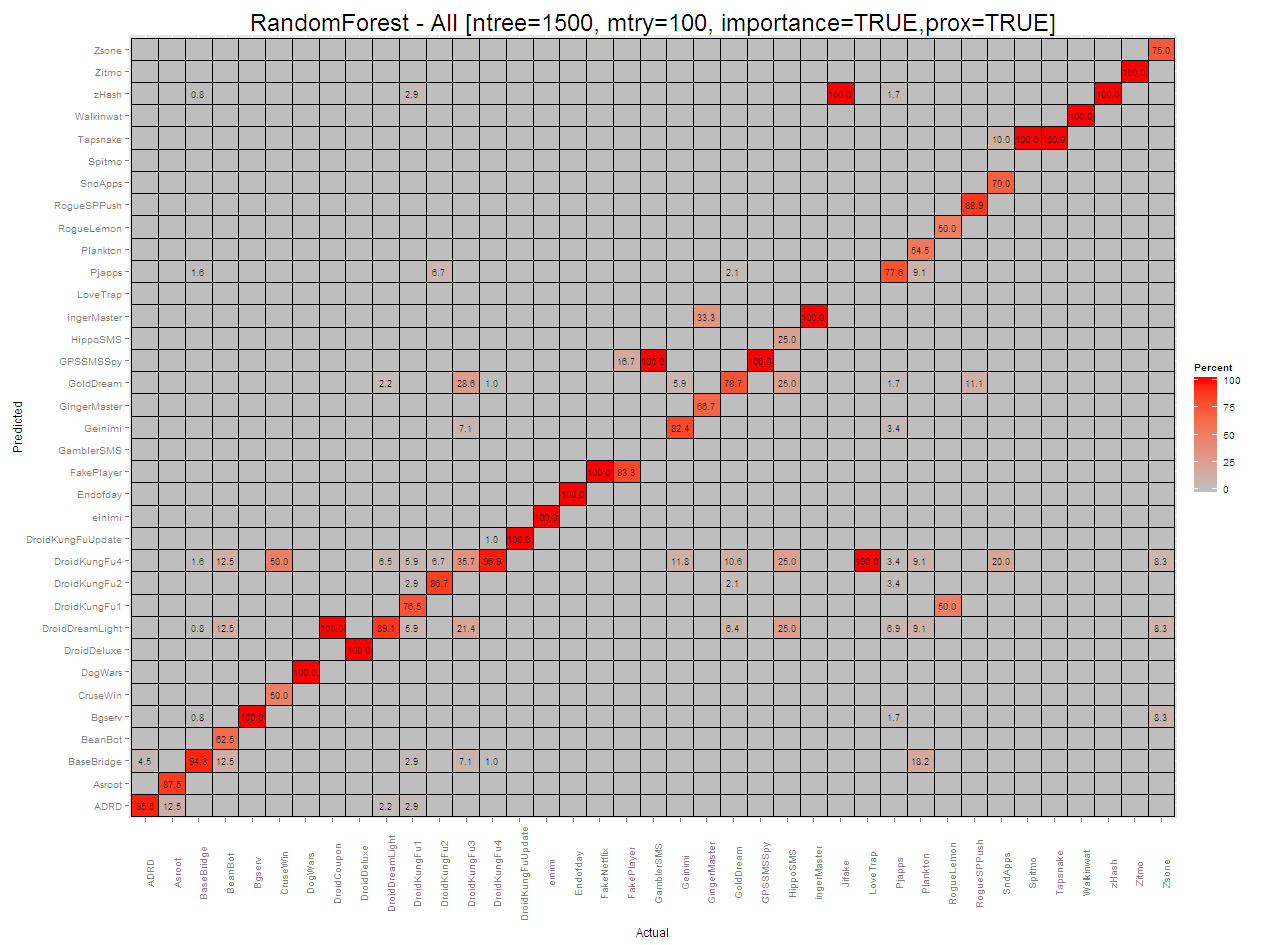 RandomForest - All [ntree=1500, mtry=100, importance=TRUE,prox=TRUE]
Zsone 75.0
Zitmo 100.0
zHash 0.8 2.9 100.0 1.7 100.0
Walkinwat 100.0
Tapsnake 10.0 100.0 100.0
Spitmo
SndApps 70.0
RogueSPPush 88.9
RogueLemon 50.0
Plankton 54.5
Pjapps 1.6 6.7 2.1 77.6 9.1
LoveTrap
ingerMaster 33.3 100.0
HippoSMS 25.0
GPSSMSSpy 16.7 100.0 100.0
GoldDream 2.2 28.6 1.0 5.9 78.7 25.0 1.7 11.1
GingerMaster 66.7
Geinimi 7.1 82.4 3.4
GamblerSMS
FakePlayer 100.0 83.3
Endofday 100.0
einimi 100.0
DroidKungFuUpdate 1.0 100.0
DroidKungFu4 1.6 12.5 50.0 6.5 5.9 6.7 35.7 96.9 11.8 10.6 25.0 100.0 3.4 9.1 20.0 8.3
DroidKungFu2 2.9 86.7 2.1 3.4
DroidKungFu1 76.5 50.0
DroidDreamLight 0.8 12.5 100.0 89.1 5.9 21.4 6.4 25.0 6.9 9.1 8.3
DroidDeluxe 100.0
DogWars 100.0
CruseWin 50.0
Bgserv 0.8 100.0 1.7 8.3
BeanBot 62.5
BaseBridge 4.5 94.3 12.5 2.9 7.1 1.0 18.2
Asroot 87.5
ADRD 95.5 12.5 2.2 2.9
Predicted
ADRD
Asroot
BaseBridge
BeanBot
Bgserv
CruseWin
DogWars
DroidCoupon
DroidDeluxe
DroidDreamLight
DroidKungFu1
DroidKungFu2
DroidKungFu3
DroidKungFu4
DroidKungFuUpdate
einimi
Endofday
FakeNetflix
FakePlayer
GamblerSMS
Geinimi
GingerMaster
GoldDream
GPSSMSSpy
HippoSMS
ingerMaster
Jifake
LoveTrap
Pjapps
Plankton
RogueLemon
RogueSPPush
SndApps
Spitmo
Tapsnake
Walkinwat
zHash
Zitmo
Zsone
Actual
Percent
100
75
50
25
0